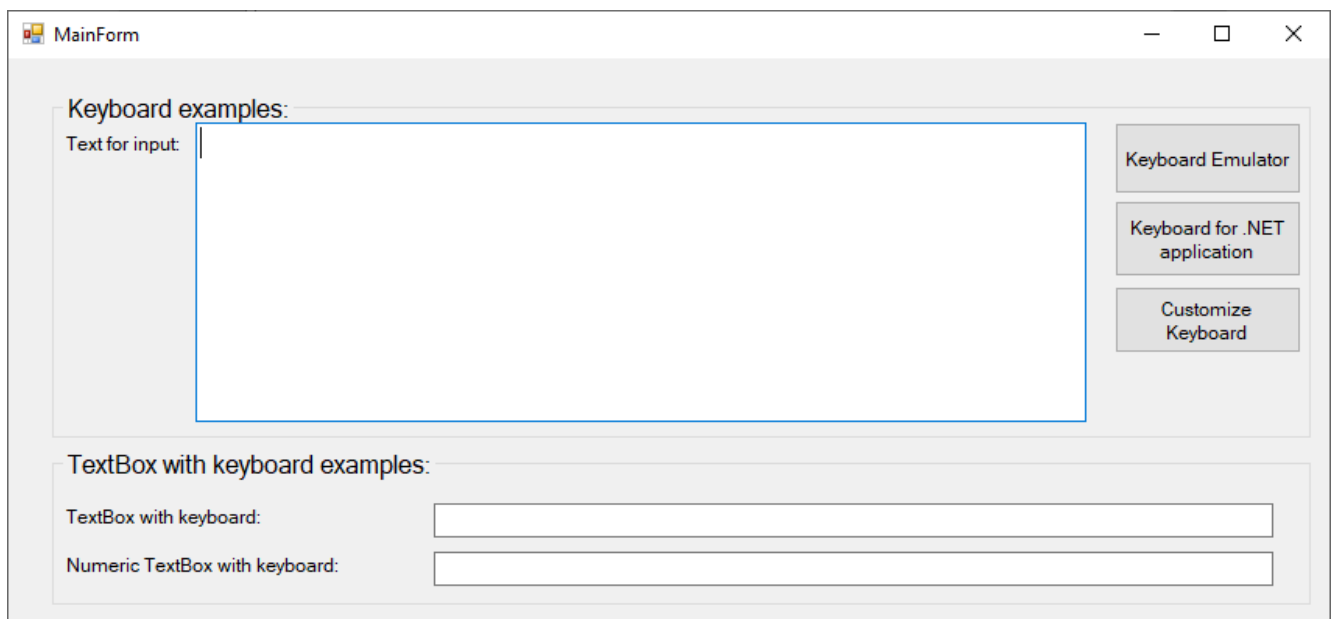 MainForm
Keyboard examples:
Text for input:
Keyboard Emulator
Keyboard for .NET
application
Customize
Keyboard
TextBox with keyboard examples:
TextBox with keyboard:
Numeric TextBox with keyboard: